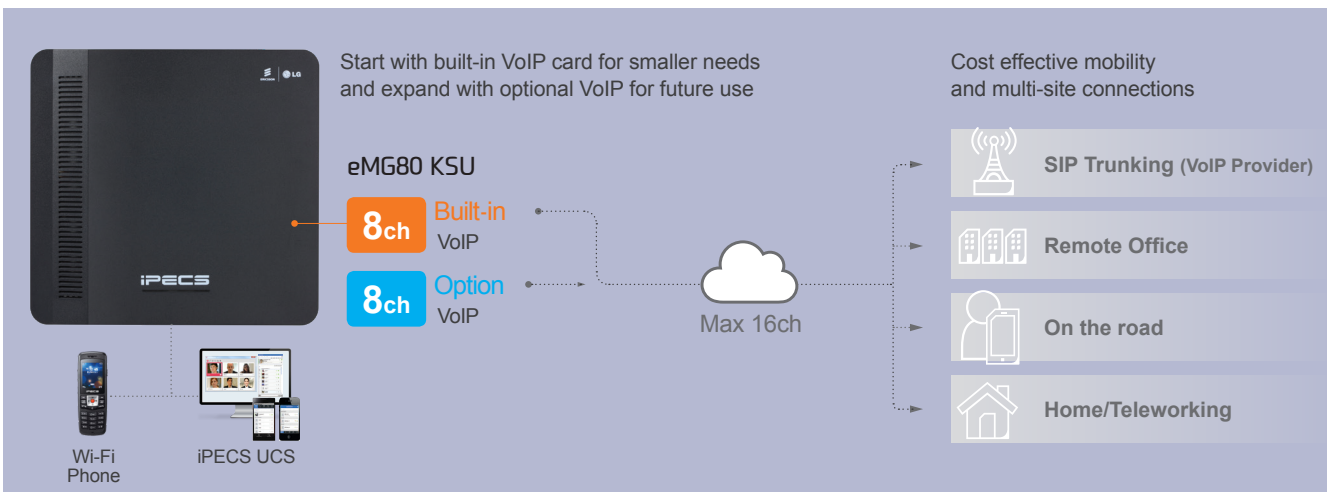 ERICSSON
LG
Start with built-in VoIP card for smaller needs
and expand with optional VoIP for future use
Cost effective mobility
and multi-site connections
eMG80 KSU
8ch
Built-in
VoIP
8ch
Option
VoIP
iPECS
Max 16ch
SIP Trunking (VoIP Provider)
Remote Office
On the road
Home/Teleworking
Wi-Fi
Phone
iPECS UCS